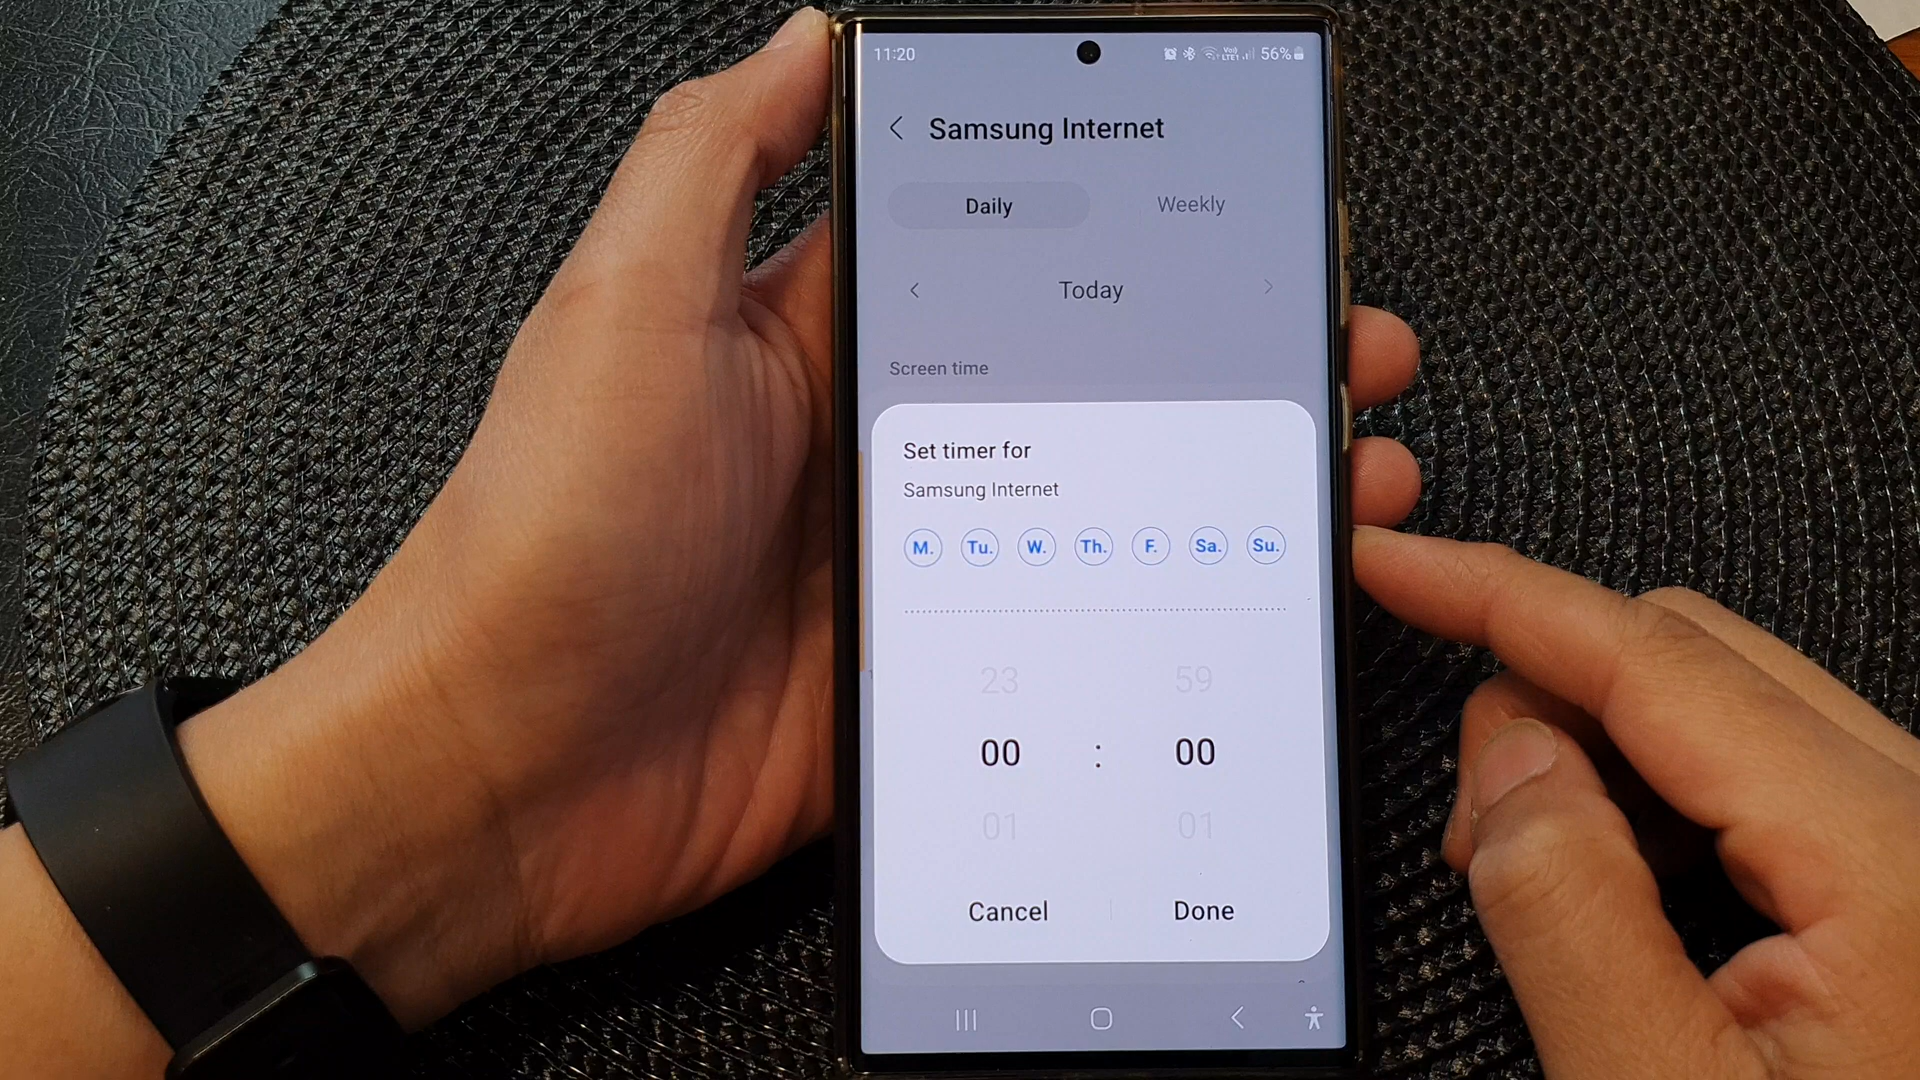 11:20 56%
Samsung Internet
Daily Weekly
Today
Screen time
Set timer for
Samsung Internet
M. Tu. W. Th. F. Sa. Su.
23 59
00 : 00
01 01
Cancel Done